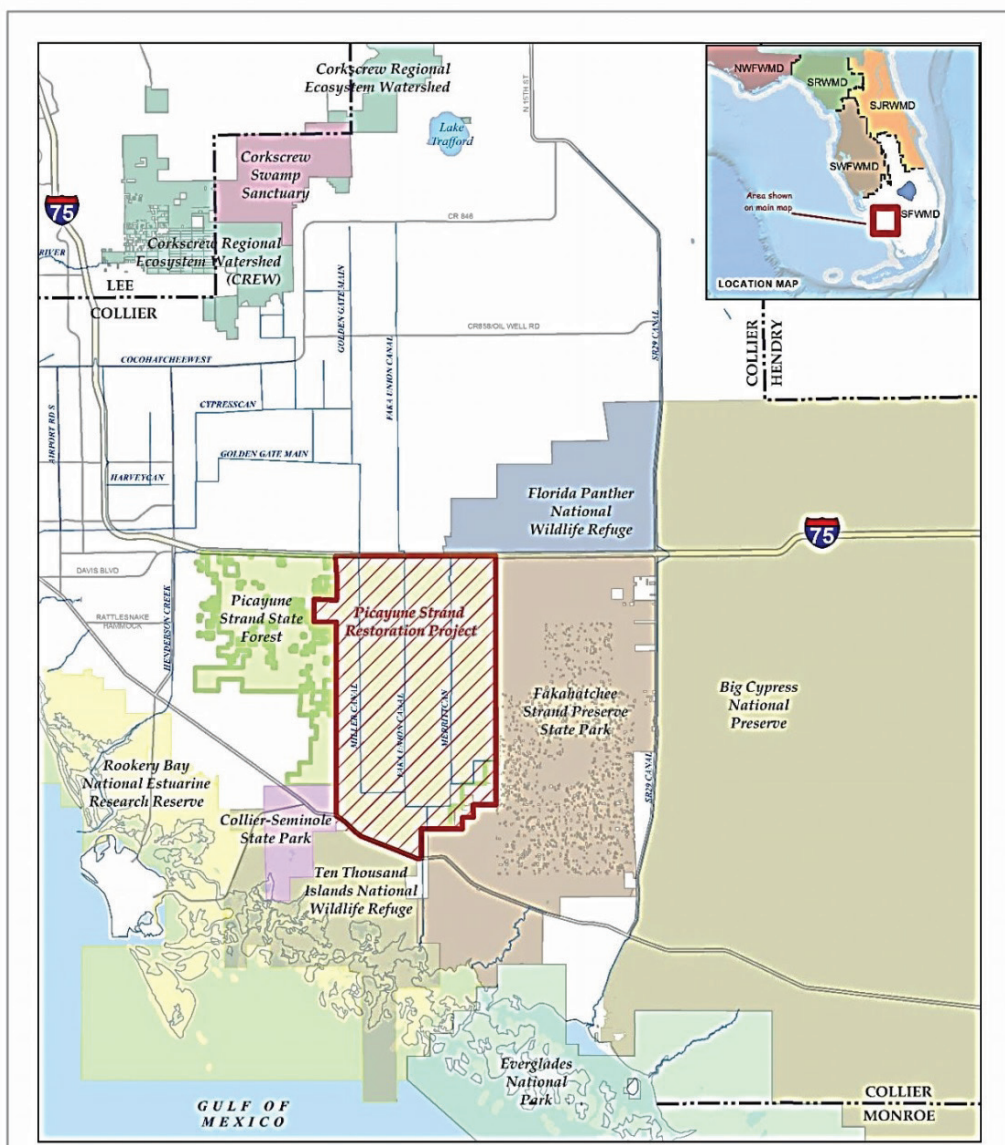 Corkscrew Regional
Ecosystem Watershed
N 15TH ST
Lake
Trafford
Corkscrew
Swamp
Sanctuary
75
CR 846
Corkscrew Regional
Ecosystem Watershed
(CREW)
RIVER
LEE
COLLIER
GOLDEN GATE MAIN
FAKA UNION CANAL
CR858/OIL WELL RD
SR29 CANAL
COCOHATCHEEWEST
COLLIER
HENDRY
CYPRESSCAN
AIRPORT RD S
GOLDEN GATE MAIN
HARVEYCAN
Florida Panther
National
Wildlife Refuge
75
DAVIS BLVD
RATTLESNAKE
HAMMOCK
HENDERSON CREEK
Picayune
Strand State
Forest
Picayune Strand
Restoration Project
MILLER CANAL
FAKA UNION CANAL
MERRITTCAN
Fakahatchee
Strand Preserve
State Park
Big Cypress
National
Preserve
SR29 CANAL
Rookery Bay
National Estuarine
Research Reserve
Collier-Seminole
State Park
Ten Thousand
Islands National
Wildlife Refuge
Everglades
National
Park
GULF OF
MEXICO
COLLIER
MONROE
NWFWMD
SRWMD
SJRWMD
SWFWMD
SFWMD
Area shown
on main map
LOCATION MAP